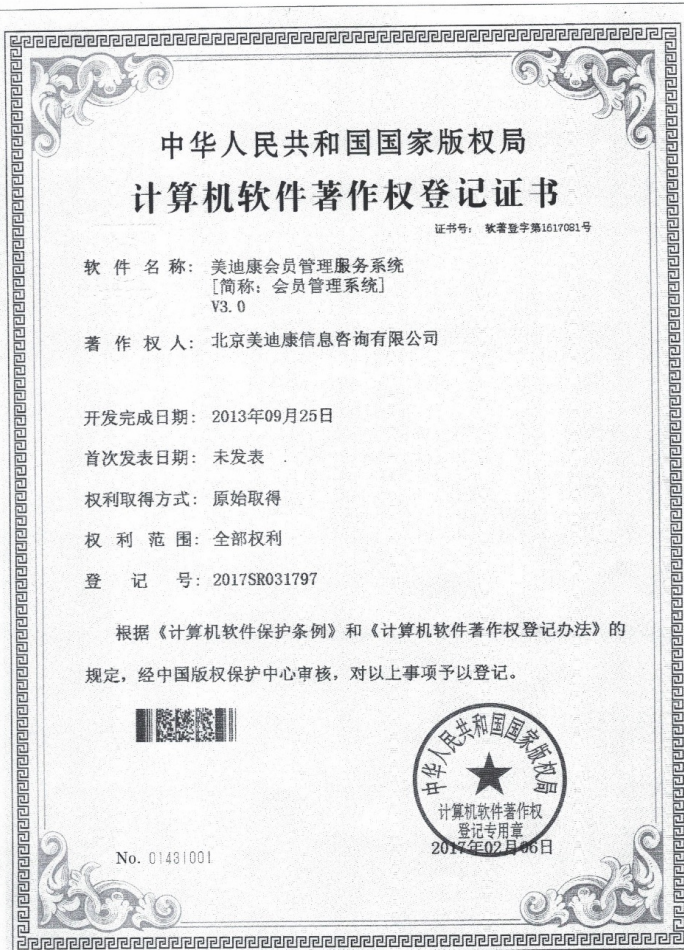 中华人民共和国国家版权局
计算机软件著作权登记证书
证书号： 软著登字第1617081号
软 件 名 称： 美迪康会员管理服务系统
[简称：会员管理系统]
V3.0
著 作 权 人： 北京美迪康信息咨询有限公司
开发完成日期： 2013年09月25日
首次发表日期： 未发表
权利取得方式： 原始取得
权 利 范 围： 全部权利
登 记 号： 2017SR031797
根据《计算机软件保护条例》和《计算机软件著作权登记办法》的
规定，经中国版权保护中心审核，对以上事项予以登记。
中华人民共和国国家版权局
计算机软件著作权
登记专用章
2017年02月06日
No. 01431001